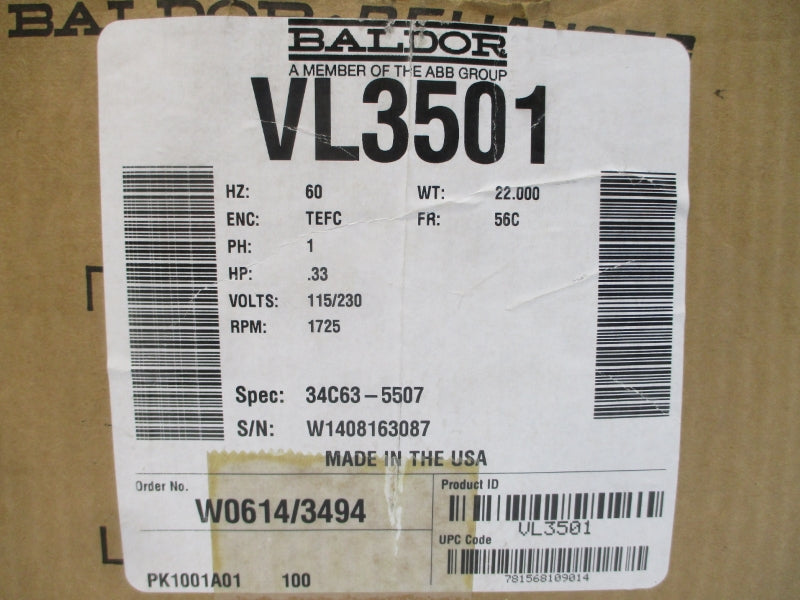 BALDOR·RELIANCER
BALDOR
A MEMBER OF THE ABB GROUP
VL3501
HZ: 60 WT: 22.000
ENC: TEFC FR: 56C
PH: 1
HP: .33
VOLTS: 115/230
RPM: 1725
Spec: 34C63-5507
S/N: W1408163087
MADE IN THE USA
Order No. Product ID
W0614/3494
VL3501
UPC Code
781568109014
PK1001A01 100